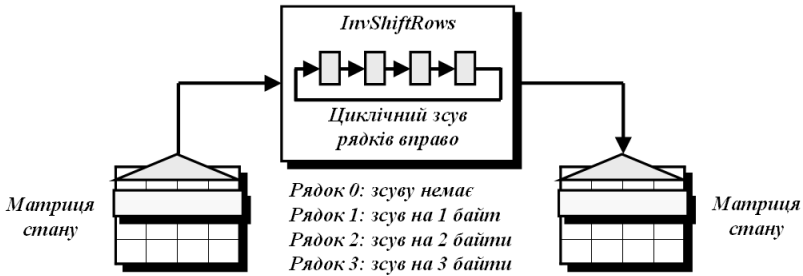 InvShiftRows
Циклічний зсув
рядків вправо
Матриця
стану
Рядок 0: зсуву немає
Рядок 1: зсув на 1 байт
Рядок 2: зсув на 2 байти
Рядок 3: зсув на 3 байти
Матриця
стану